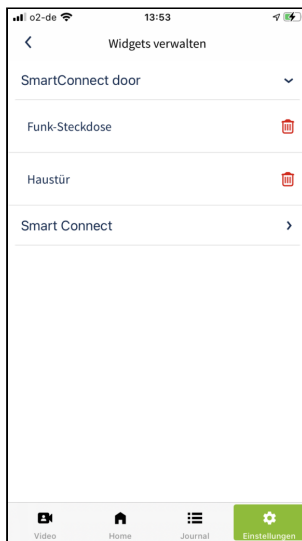 o2-de 13:53
Widgets verwalten
SmartConnect door
Funk-Steckdose
Haustür
Smart Connect
Video Home Journal Einstellungen